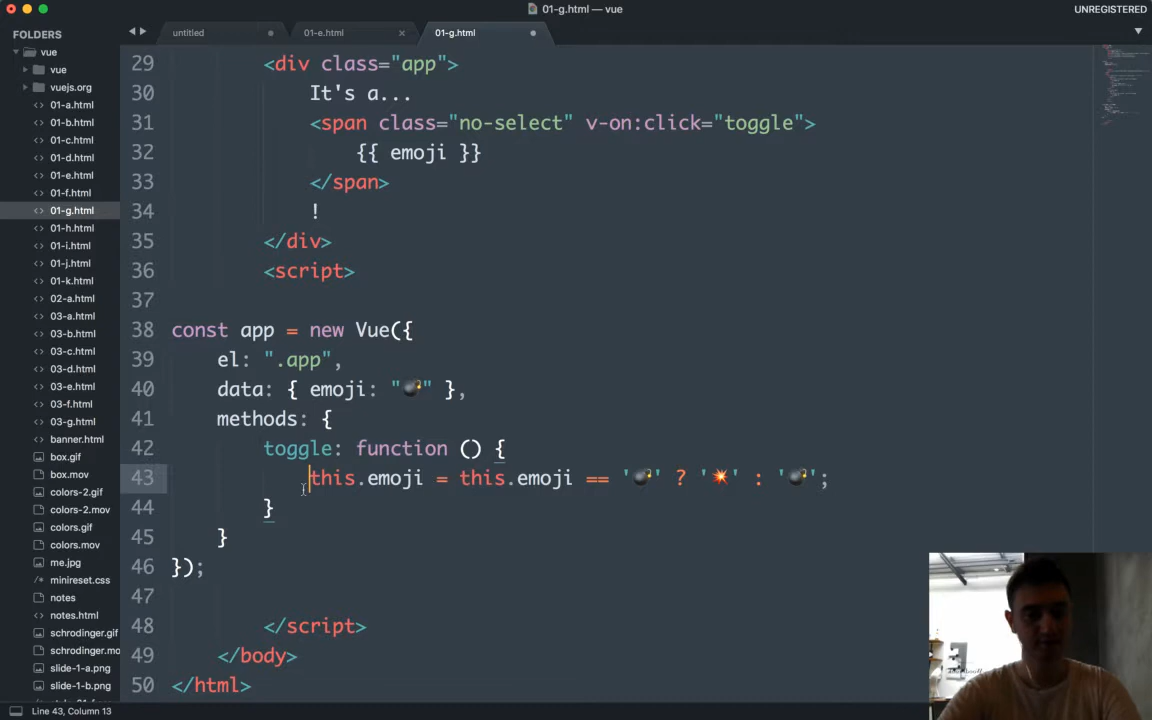 01-g.html — vue
UNREGISTERED
FOLDERS
vue
vue
vuejs.org
01-a.html
01-b.html
01-c.html
01-d.html
01-e.html
01-f.html
01-g.html
01-h.html
01-i.html
01-j.html
01-k.html
02-a.html
03-a.html
03-b.html
03-c.html
03-d.html
03-e.html
03-f.html
03-g.html
banner.html
box.gif
box.mov
colors-2.gif
colors-2.mov
colors.gif
colors.mov
me.jpg
minireset.css
notes
notes.html
schrodinger.gif
schrodinger.mo
slide-1-a.png
slide-1-b.png
untitled
01-e.html
01-g.html
29 <div class="app">
30 It's a...
31 <span class="no-select" v-on:click="toggle">
32 {{ emoji }}
33 </span>
34 !
35 </div>
36 <script>
37
38 const app = new Vue({
39 el: ".app",
40 data: { emoji: "💣" },
41 methods: {
42 toggle: function () {
43 this.emoji = this.emoji == '💣' ? '💥' : '💣';
44 }
45 }
46 });
47
48 </script>
49 </body>
50 </html>
Line 43, Column 13